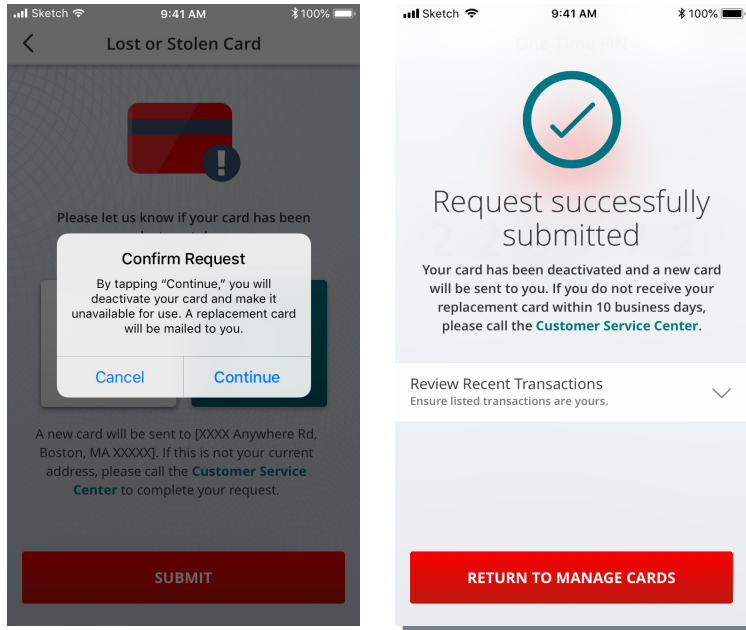 Sketch 9:41 AM 100%
Lost or Stolen Card
Please let us know if your card has been
Confirm Request
By tapping “Continue,” you will
deactivate your card and make it
unavailable for use. A replacement card
will be mailed to you.
Cancel Continue
A new card will be sent to [XXXX Anywhere Rd,
Boston, MA XXXXX]. If this is not your current
address, please call the Customer Service
Center to complete your request.
SUBMIT
Sketch 9:41 AM 100%
One-Time PIN
Request successfully
submitted
Your card has been deactivated and a new card
will be sent to you. If you do not receive your
replacement card within 10 business days,
please call the Customer Service Center.
Review Recent Transactions
Ensure listed transactions are yours.
RETURN TO MANAGE CARDS